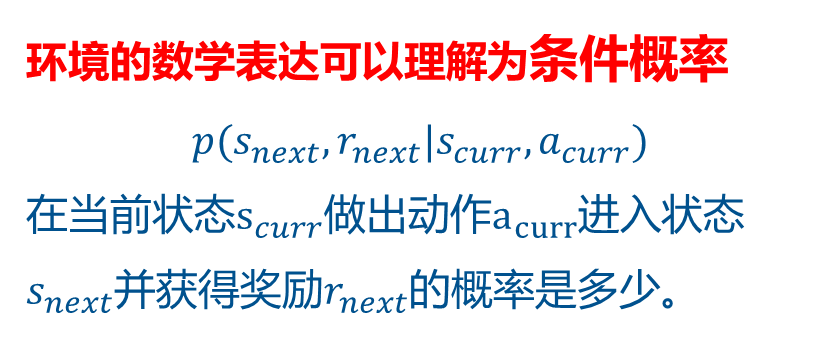 环境的数学表达可以理解为条件概率
p(s_next, r_next|s_curr, a_curr)
在当前状态s_curr做出动作a_curr进入状态
s_next并获得奖励r_next的概率是多少。